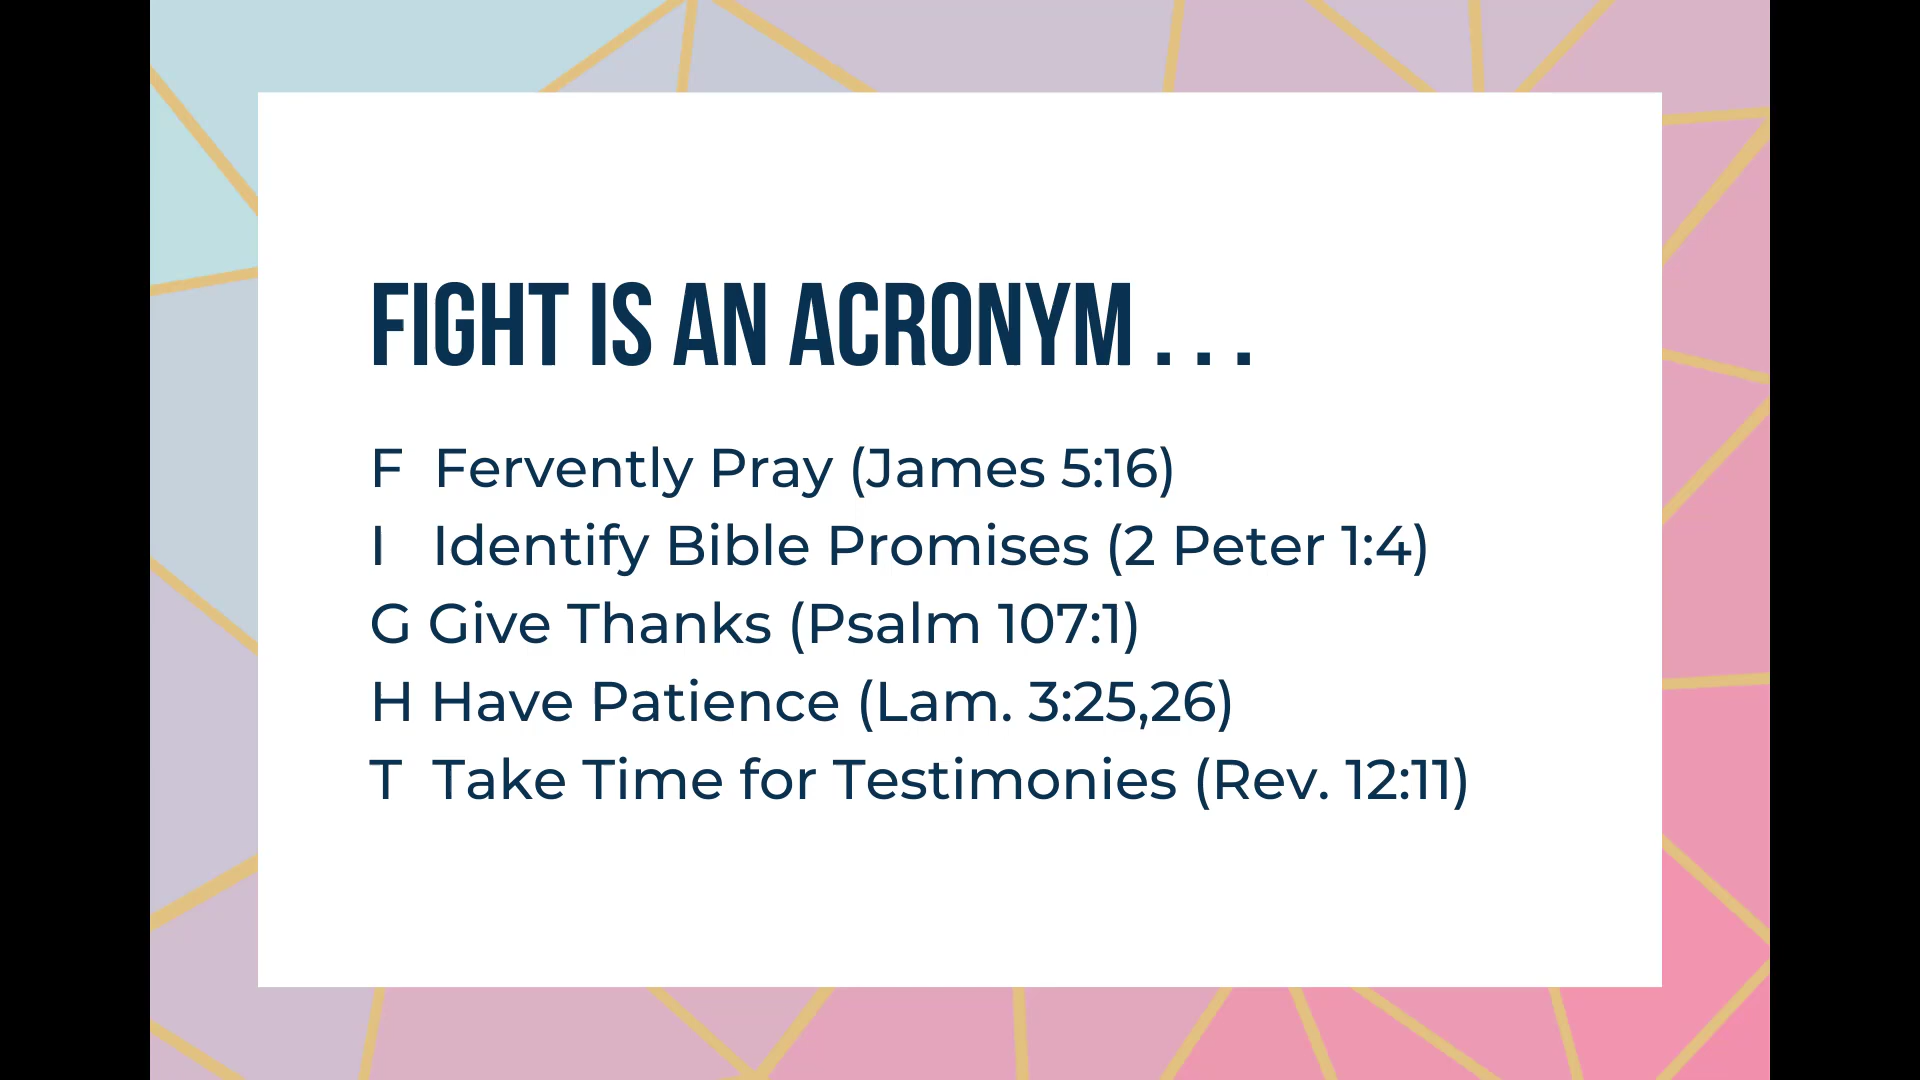 FIGHT IS AN ACRONYM . . .
F Fervently Pray (James 5:16)
I Identify Bible Promises (2 Peter 1:4)
G Give Thanks (Psalm 107:1)
H Have Patience (Lam. 3:25,26)
T Take Time for Testimonies (Rev. 12:11)